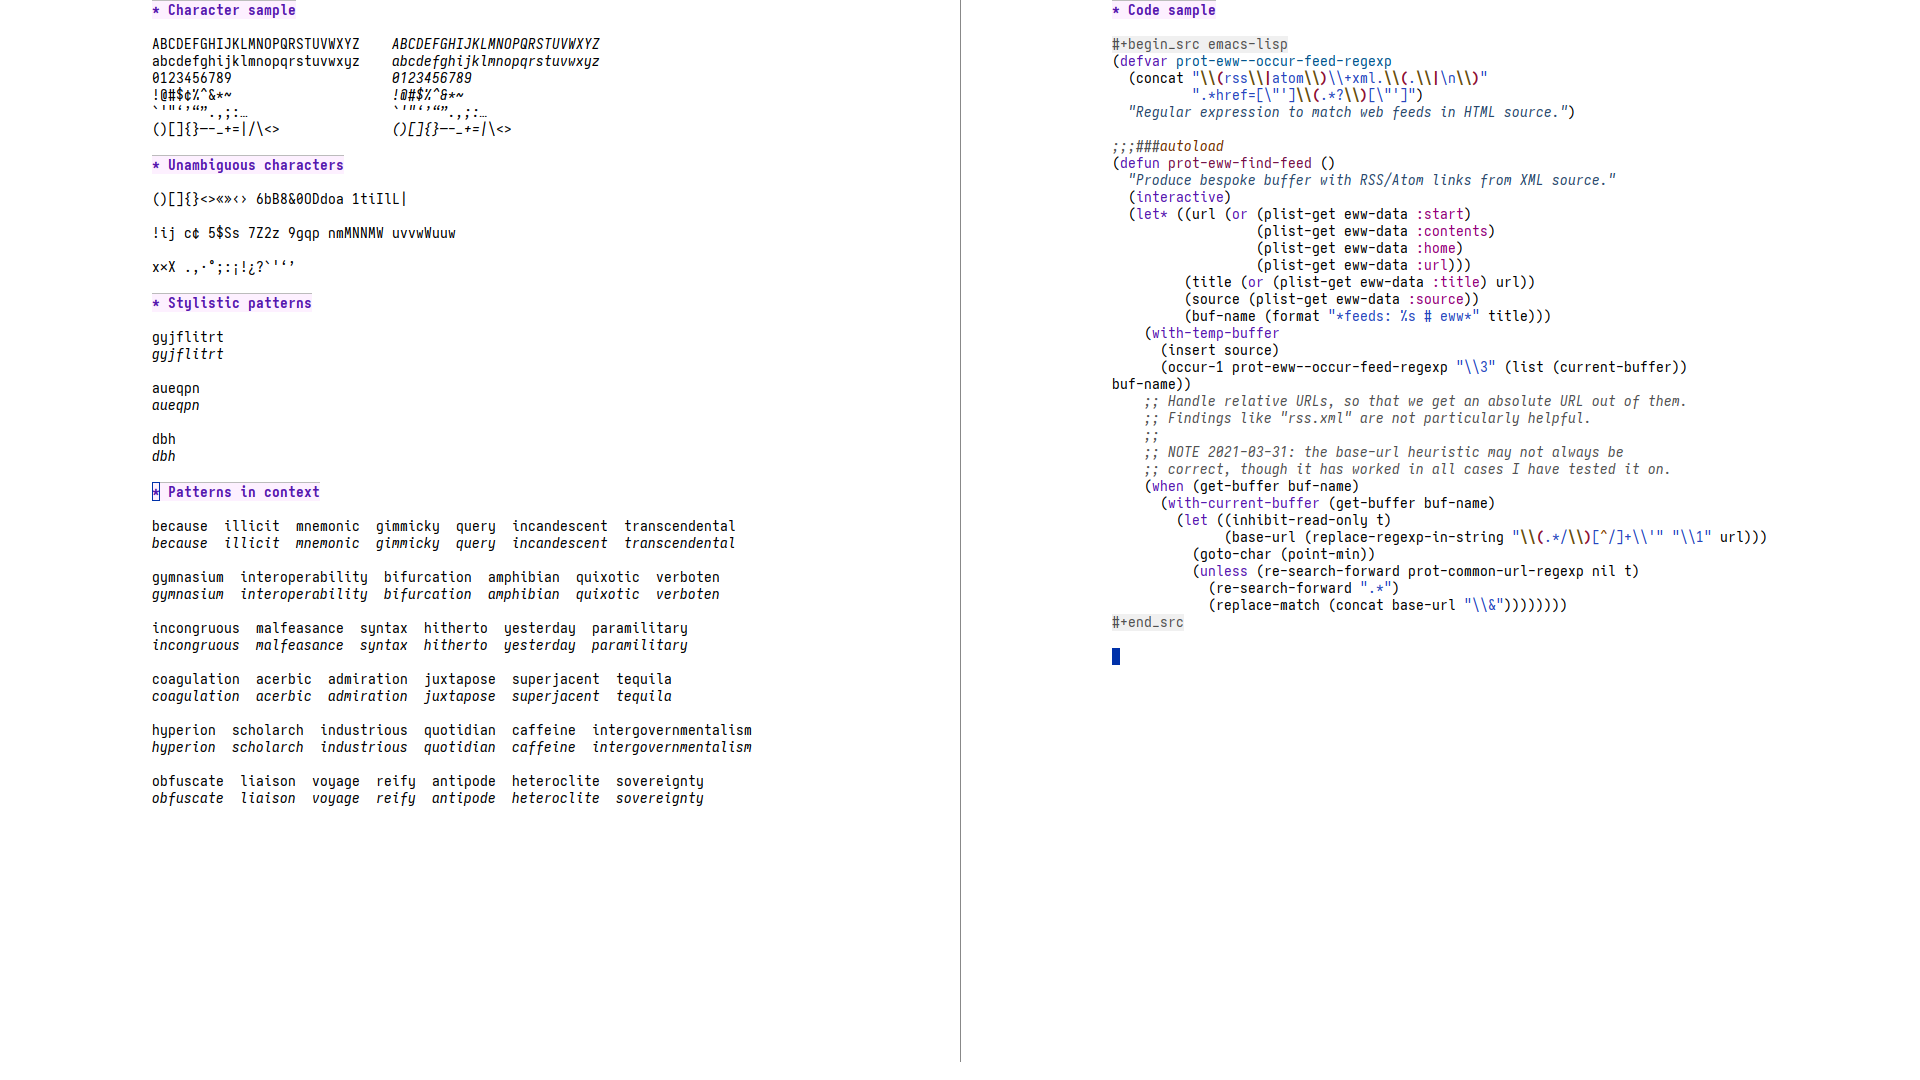 * Character sample

ABCDEFGHIJKLMNOPQRSTUVWXYZ    ABCDEFGHIJKLMNOPQRSTUVWXYZ
abcdefghijklmnopqrstuvwxyz    abcdefghijklmnopqrstuvwxyz
0123456789                    0123456789
!@#$¢%^&*~                    !@#$%^&*~
`'"‘’“”.,;:…                  `'"‘’“”.,;:…
()[]{}—-_+=|/\<>              ()[]{}—-_+=|\<>

* Unambiguous characters

()[]{}<>«»‹› 6bB8&0ODdoa 1tiIlL|

!ij c¢ 5$Ss 7Z2z 9gqp nmMNNMW uvvwWuuw

x×X .,·°;:¡!¿?`'‘’

* Stylistic patterns

gyjflitrt
gyjflitrt

aueqpn
aueqpn

dbh
dbh

* Patterns in context

because  illicit  mnemonic  gimmicky  query  incandescent  transcendental
because  illicit  mnemonic  gimmicky  query  incandescent  transcendental

gymnasium  interoperability  bifurcation  amphibian  quixotic  verboten
gymnasium  interoperability  bifurcation  amphibian  quixotic  verboten

incongruous  malfeasance  syntax  hitherto  yesterday  paramilitary
incongruous  malfeasance  syntax  hitherto  yesterday  paramilitary

coagulation  acerbic  admiration  juxtapose  superjacent  tequila
coagulation  acerbic  admiration  juxtapose  superjacent  tequila

hyperion  scholarch  industrious  quotidian  caffeine  intergovernmentalism
hyperion  scholarch  industrious  quotidian  caffeine  intergovernmentalism

obfuscate  liaison  voyage  reify  antipode  heteroclite  sovereignty
obfuscate  liaison  voyage  reify  antipode  heteroclite  sovereignty

* Code sample

#+begin_src emacs-lisp
(defvar prot-eww--occur-feed-regexp
  (concat "\\(rss\\|atom\\)\\+xml.\\(.\\|\n\\)"
          ".*href=[\"']\\(.*?\\)[\"']")
  "Regular expression to match web feeds in HTML source.")

;;;###autoload
(defun prot-eww-find-feed ()
  "Produce bespoke buffer with RSS/Atom links from XML source."
  (interactive)
  (let* ((url (or (plist-get eww-data :start)
                  (plist-get eww-data :contents)
                  (plist-get eww-data :home)
                  (plist-get eww-data :url)))
         (title (or (plist-get eww-data :title) url))
         (source (plist-get eww-data :source))
         (buf-name (format "*feeds: %s # eww*" title)))
    (with-temp-buffer
      (insert source)
      (occur-1 prot-eww--occur-feed-regexp "\\3" (list (current-buffer))
buf-name))
    ;; Handle relative URLs, so that we get an absolute URL out of them.
    ;; Findings like "rss.xml" are not particularly helpful.
    ;;
    ;; NOTE 2021-03-31: the base-url heuristic may not always be
    ;; correct, though it has worked in all cases I have tested it on.
    (when (get-buffer buf-name)
      (with-current-buffer (get-buffer buf-name)
        (let ((inhibit-read-only t)
              (base-url (replace-regexp-in-string "\\(.*/\\)[^/]+\\'" "\\1" url)))
          (goto-char (point-min))
          (unless (re-search-forward prot-common-url-regexp nil t)
            (re-search-forward ".*")
            (replace-match (concat base-url "\\&"))))))))
#+end_src